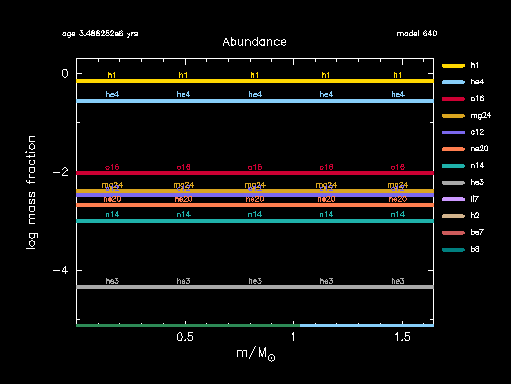 age 3.486252e6 yrs
model 640
Abundance
h1 h1 h1 h1 h1
he4 he4 he4 he4 he4
o16 o16 o16 o16 o16
mg24 mg24 mg24 mg24 mg24
ne20 ne20 ne20 ne20 ne20
n14 n14 n14 n14 n14
he3 he3 he3 he3 he3
0
−2
−4
log mass fraction
0.5 1 1.5
m/M☉
h1
he4
o16
mg24
c12
ne20
n14
he3
li7
h2
be7
b8